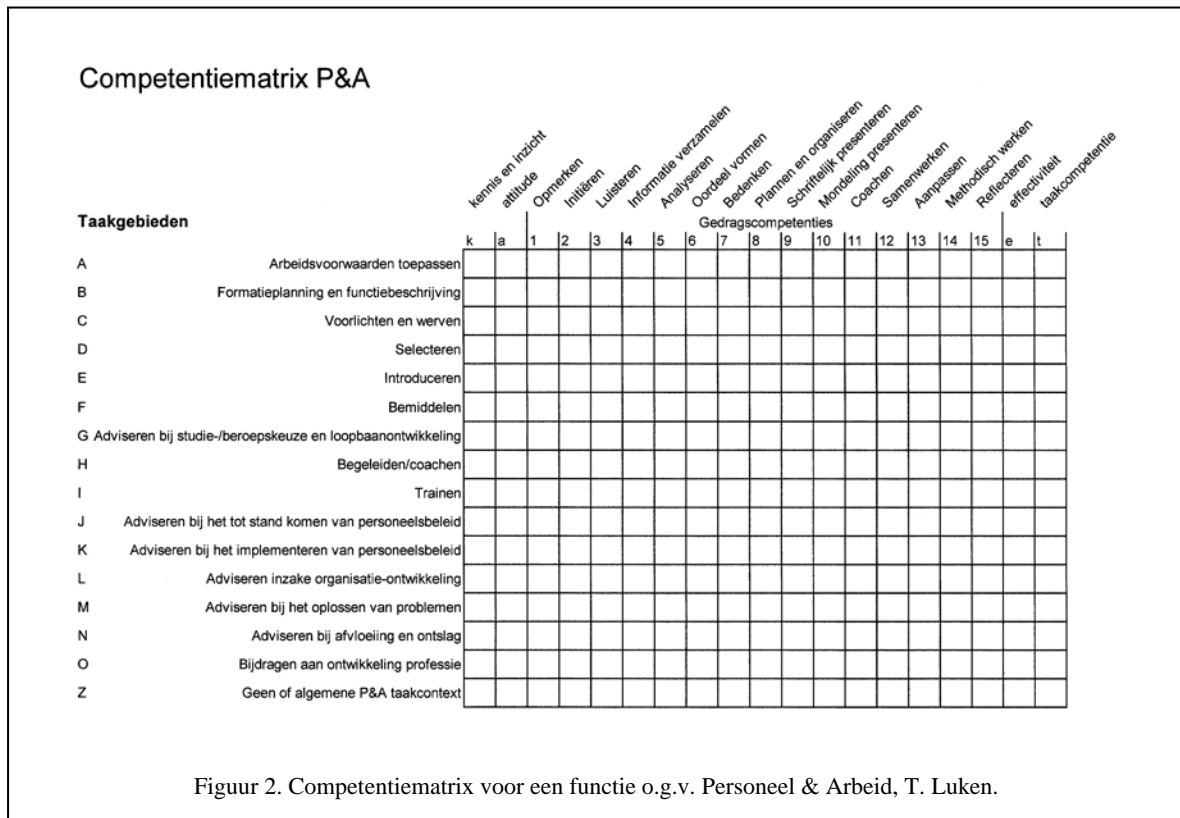 Competentiematrix P&A
kennis en inzicht
attitude
Opmerken
Initiëren
Luisteren
Informatie verzamelen
Analyseren
Oordeel vormen
Bedenken
Plannen en organiseren
Schriftelijk presenteren
Mondeling presenteren
Coachen
Samenwerken
Aanpassen
Methodisch werken
Reflecteren
effectiviteit
taakcompetentie
Taakgebieden
Gedragscompetenties
k a 1 2 3 4 5 6 7 8 9 10 11 12 13 14 15 e t
A Arbeidsvoorwaarden toepassen
B Formatieplanning en functiebeschrijving
C Voorlichten en werven
D Selecteren
E Introduceren
F Bemiddelen
G Adviseren bij studie-/beroepskeuze en loopbaanontwikkeling
H Begeleiden/coachen
I Trainen
J Adviseren bij het tot stand komen van personeelsbeleid
K Adviseren bij het implementeren van personeelsbeleid
L Adviseren inzake organisatie-ontwikkeling
M Adviseren bij het oplossen van problemen
N Adviseren bij afvloeiing en ontslag
O Bijdragen aan ontwikkeling professie
Z Geen of algemene P&A taakcontext
Figuur 2. Competentiematrix voor een functie o.g.v. Personeel & Arbeid, T. Luken.